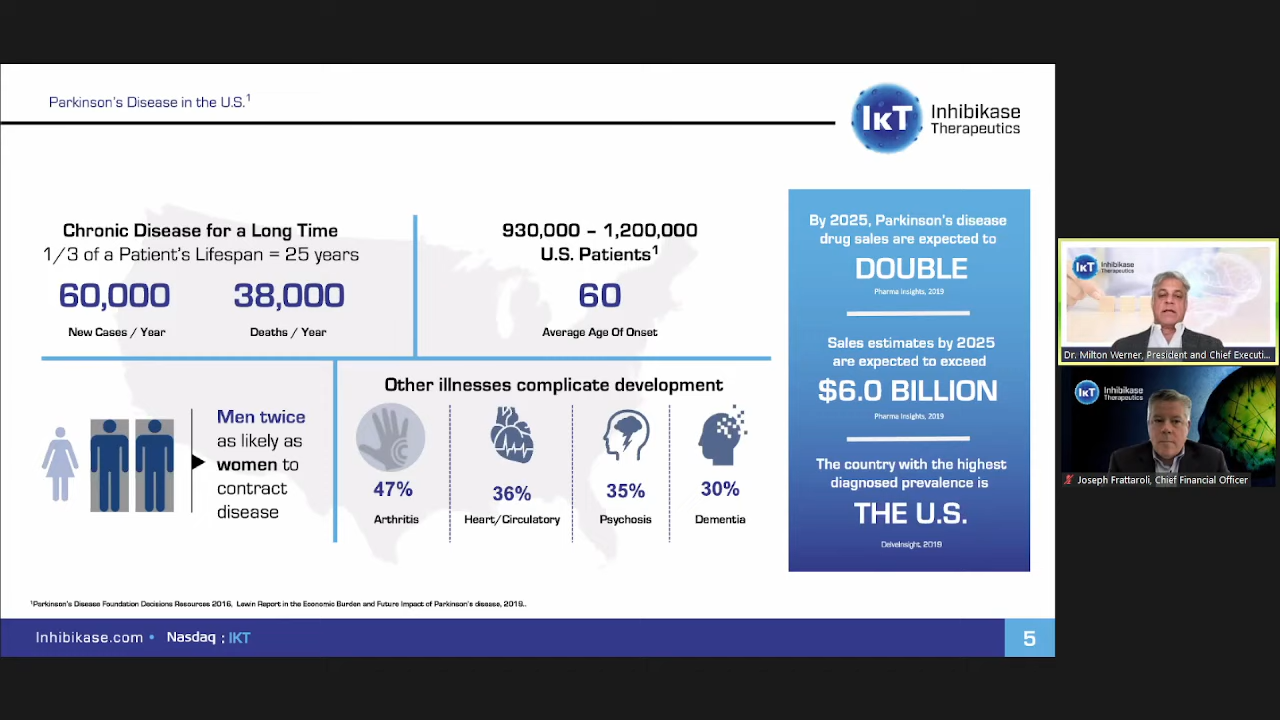 Parkinson's Disease in the U.S.¹
IKT
Inhibikase
Therapeutics
Chronic Disease for a Long Time
1/3 of a Patient's Lifespan = 25 years
60,000
38,000
New Cases / Year
Deaths / Year
930,000 – 1,200,000
U.S. Patients¹
60
Average Age Of Onset
Men twice
as likely as
women to
contract
disease
Other illnesses complicate development
47%
36%
35%
30%
Arthritis
Heart/Circulatory
Psychosis
Dementia
By 2025, Parkinson's disease
drug sales are expected to
DOUBLE
Pharma Insights, 2019
Sales estimates by 2025
are expected to exceed
$6.0 BILLION
Pharma Insights, 2019
The country with the highest
diagnosed prevalence is
THE U.S.
DelveInsight, 2019
¹Parkinson's Disease Foundation Decisions Resources 2016, Lewin Report in the Economic Burden and Future Impact of Parkinson's disease, 2019..
Inhibikase.com • Nasdaq : IKT
5
IKT
Inhibikase
Therapeutics
Dr. Milton Werner, President and Chief Executi...
IKT
Inhibikase
Therapeutics
Joseph Frattaroli, Chief Financial Officer